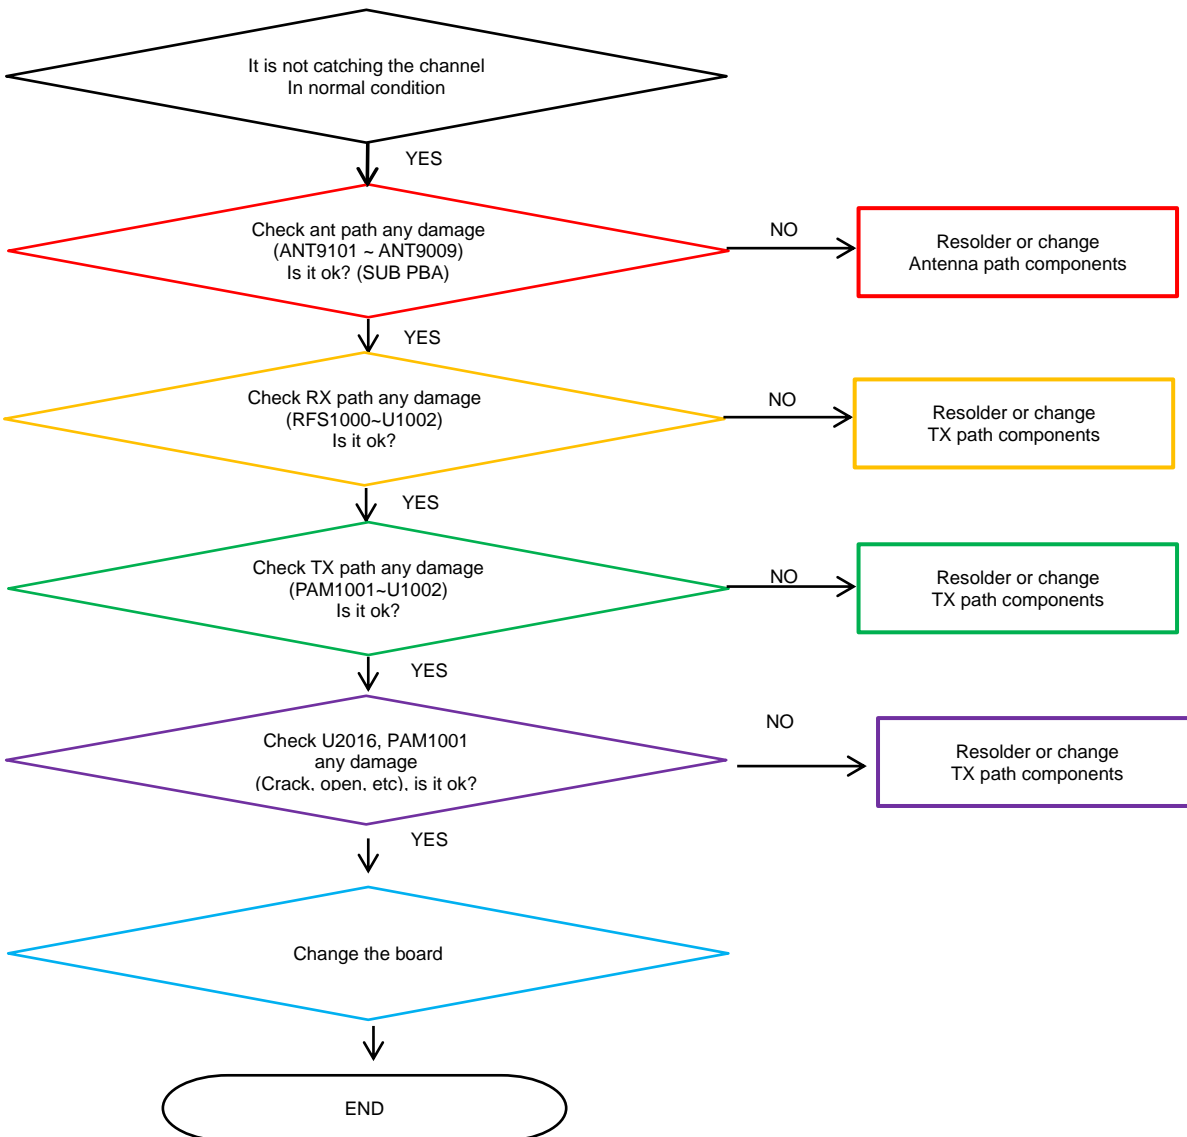 It is not catching the channel
In normal condition
YES
Check ant path any damage
(ANT9101 ~ ANT9009)
Is it ok? (SUB PBA)
NO
Resolder or change
Antenna path components
YES
Check RX path any damage
(RFS1000~U1002)
Is it ok?
NO
Resolder or change
TX path components
YES
Check TX path any damage
(PAM1001~U1002)
Is it ok?
NO
Resolder or change
TX path components
YES
Check U2016, PAM1001
any damage
(Crack, open, etc), is it ok?
NO
Resolder or change
TX path components
YES
Change the board
END